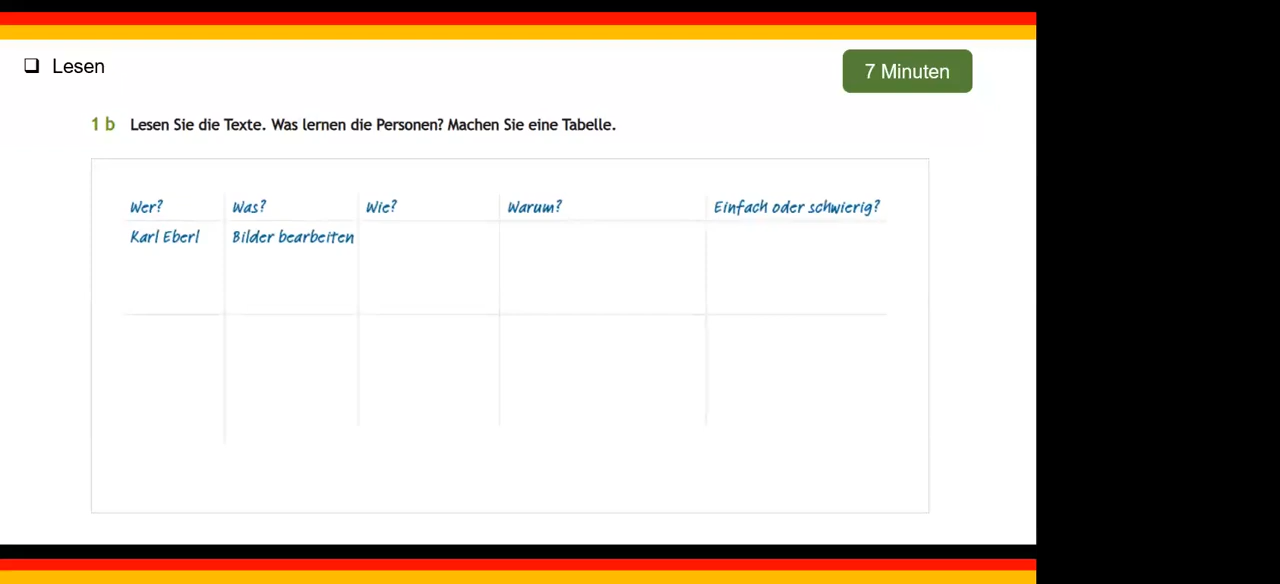 Lesen
7 Minuten
1 b Lesen Sie die Texte. Was lernen die Personen? Machen Sie eine Tabelle.
Wer? Was? Wie? Warum? Einfach oder schwierig?
Karl Eberl Bilder bearbeiten